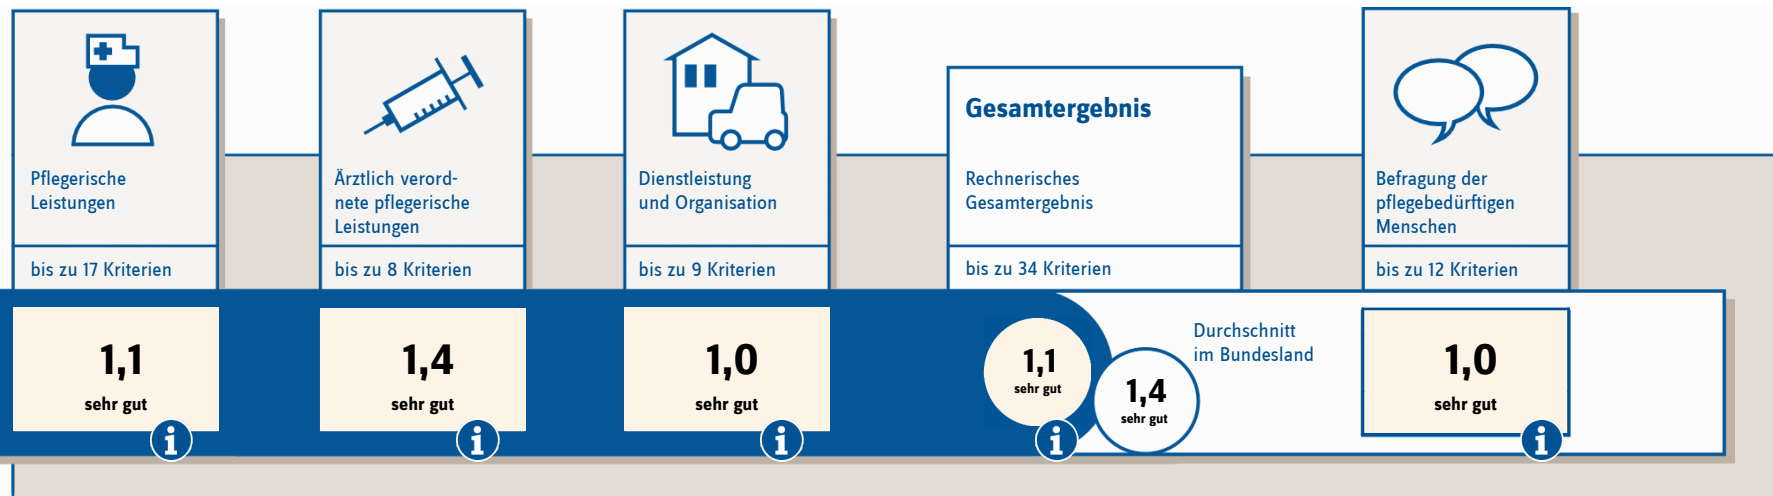 Pflegerische
Leistungen
bis zu 17 Kriterien
1,1
sehr gut
i
Ärztlich verord-
nete pflegerische
Leistungen
bis zu 8 Kriterien
1,4
sehr gut
i
Dienstleistung
und Organisation
bis zu 9 Kriterien
1,0
sehr gut
i
Gesamtergebnis
Rechnerisches
Gesamtergebnis
bis zu 34 Kriterien
1,1
sehr gut
i
1,4
sehr gut
Durchschnitt
im Bundesland
Befragung der
pflegebedürftigen
Menschen
bis zu 12 Kriterien
1,0
sehr gut
i